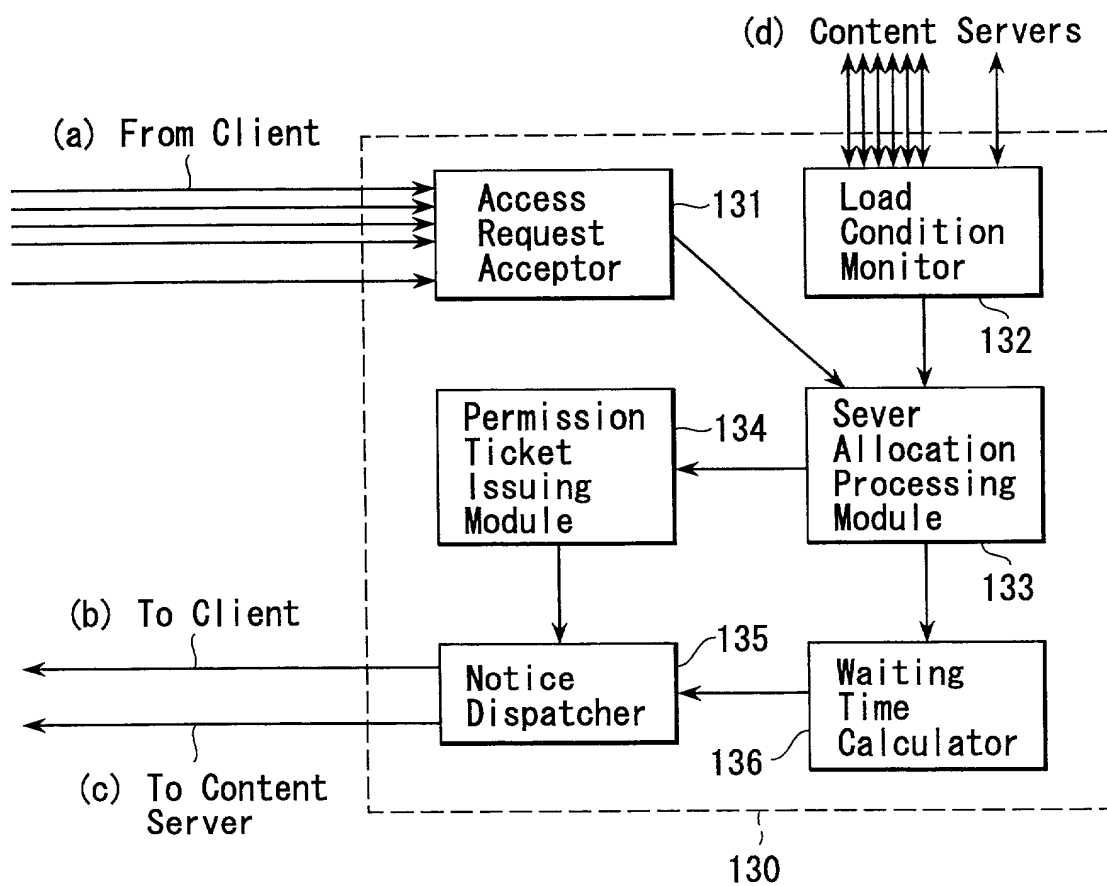 (d) Content Servers
(a) From Client
Access
Request
Acceptor
131
Load
Condition
Monitor
132
Permission
Ticket
Issuing
Module
134
Sever
Allocation
Processing
Module
133
(b) To Client
Notice
Dispatcher
135
Waiting
Time
Calculator
136
(c) To Content
Server
130